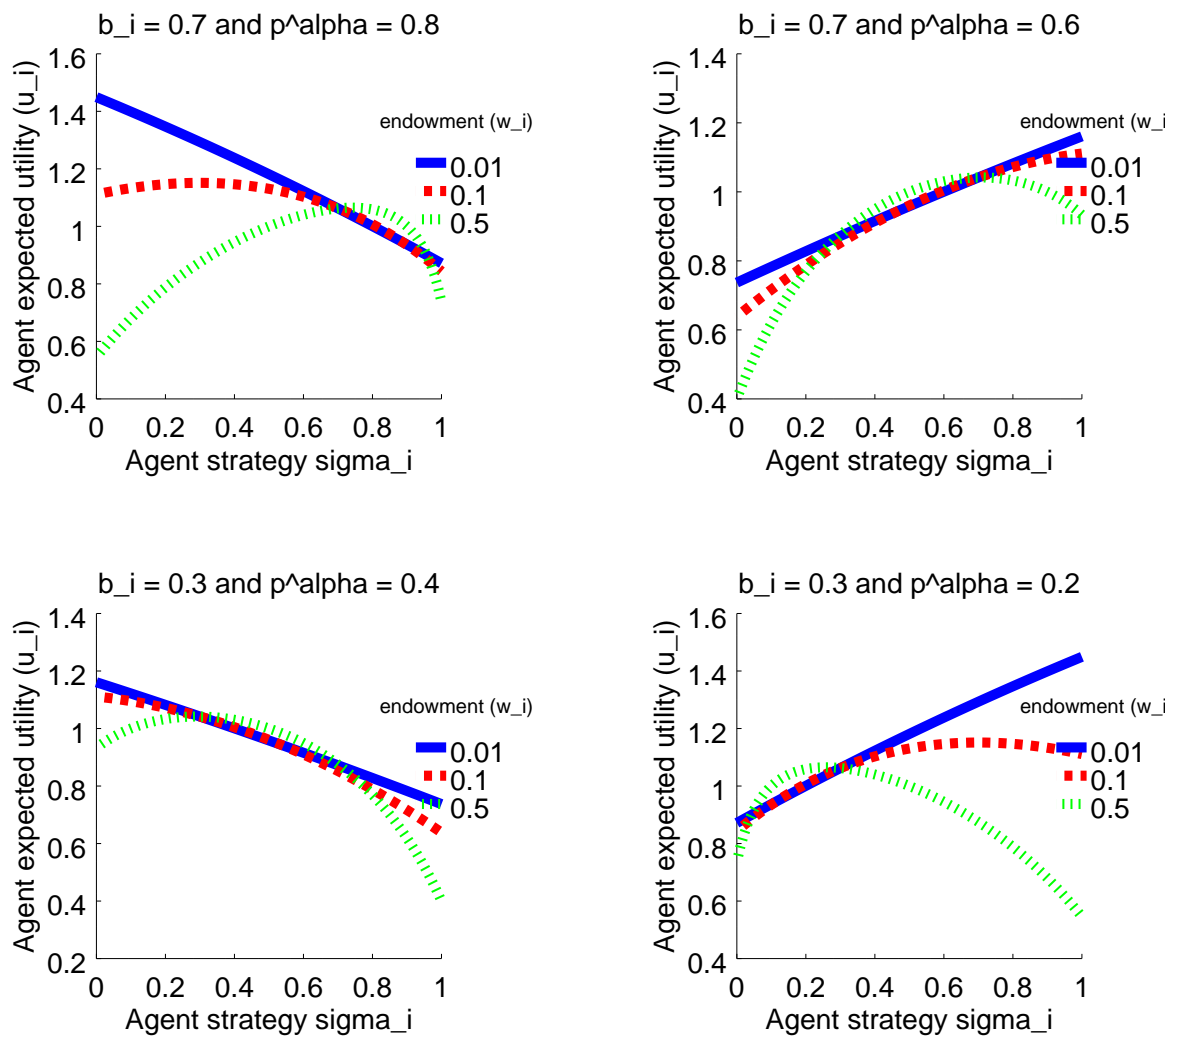 b_i = 0.7 and p^alpha = 0.8
1.6
1.4
1.2
1
0.8
0.6
0.4
Agent expected utility (u_i)
endowment (w_i)
0.01
0.1
0.5
0 0.2 0.4 0.6 0.8 1
Agent strategy sigma_i
b_i = 0.7 and p^alpha = 0.6
1.4
1.2
1
0.8
0.6
0.4
Agent expected utility (u_i)
endowment (w_i
0.01
0.1
0.5
0 0.2 0.4 0.6 0.8 1
Agent strategy sigma_i
b_i = 0.3 and p^alpha = 0.4
1.4
1.2
1
0.8
0.6
0.4
0.2
Agent expected utility (u_i)
endowment (w_i)
0.01
0.1
0.5
0 0.2 0.4 0.6 0.8 1
Agent strategy sigma_i
b_i = 0.3 and p^alpha = 0.2
1.6
1.4
1.2
1
0.8
0.6
0.4
Agent expected utility (u_i)
endowment (w_i
0.01
0.1
0.5
0 0.2 0.4 0.6 0.8 1
Agent strategy sigma_i